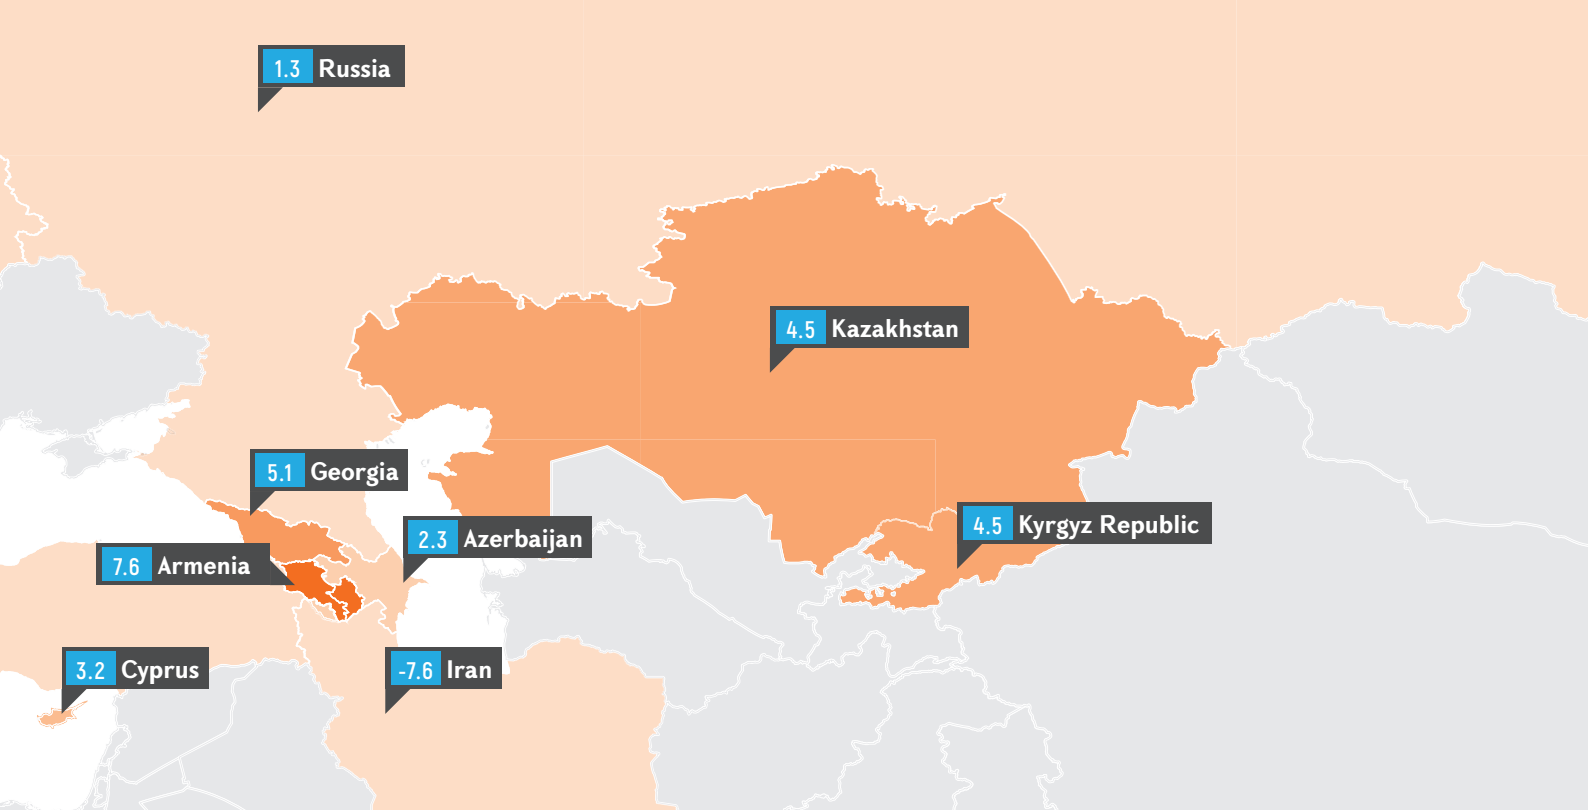 1.3 Russia
4.5 Kazakhstan
5.1 Georgia
4.5 Kyrgyz Republic
2.3 Azerbaijan
7.6 Armenia
3.2 Cyprus
-7.6 Iran